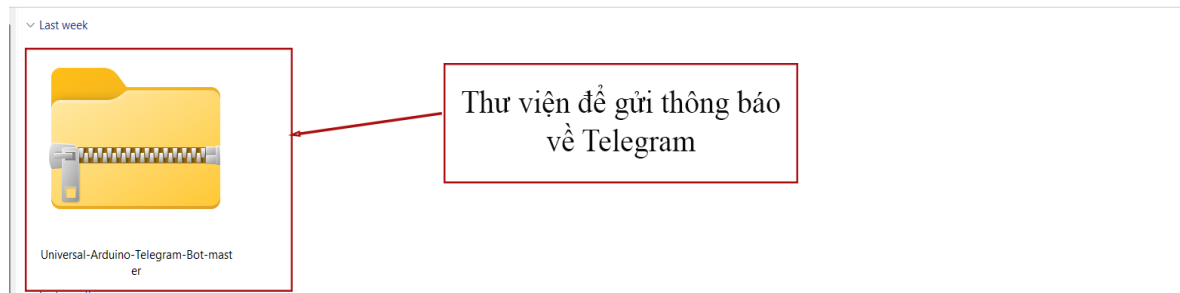 Last week
Thư viện để gửi thông báo
về Telegram
Universal-Arduino-Telegram-Bot-mast
er